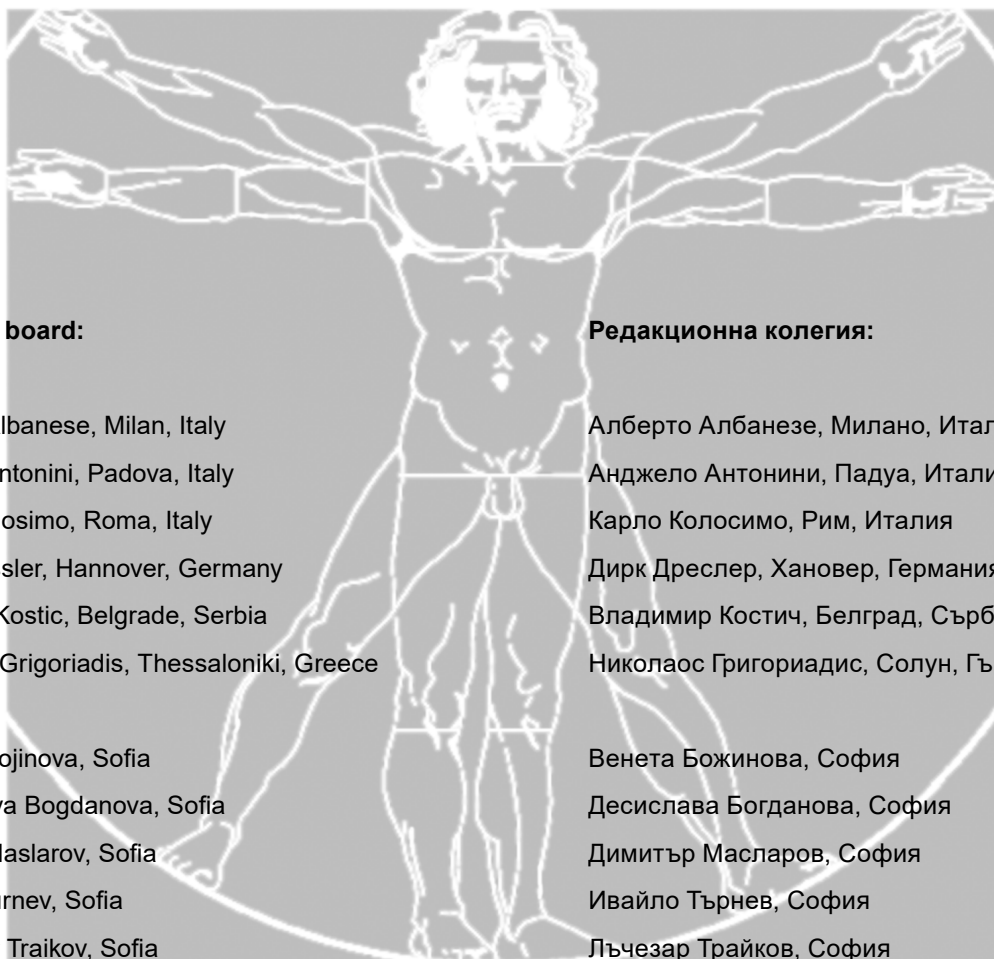 board:
lbanese, Milan, Italy
ntonini, Padova, Italy
osimo, Roma, Italy
sler, Hannover, Germany
Kostic, Belgrade, Serbia
Grigoriadis, Thessaloniki, Greece
ojinova, Sofia
va Bogdanova, Sofia
Maslarov, Sofia
rnev, Sofia
Traikov, Sofia
Редакционна колегия:
Алберто Албанезе, Милано, Итал
Анджело Антонини, Падуа, Итали
Карло Колосимо, Рим, Италия
Дирк Дреслер, Хановер, Германия
Владимир Костич, Белград, Сърб
Николаос Григориадис, Солун, Гъ
Венета Божинова, София
Десислава Богданова, София
Димитър Масларов, София
Ивайло Търнев, София
Лъчезар Трайков, София